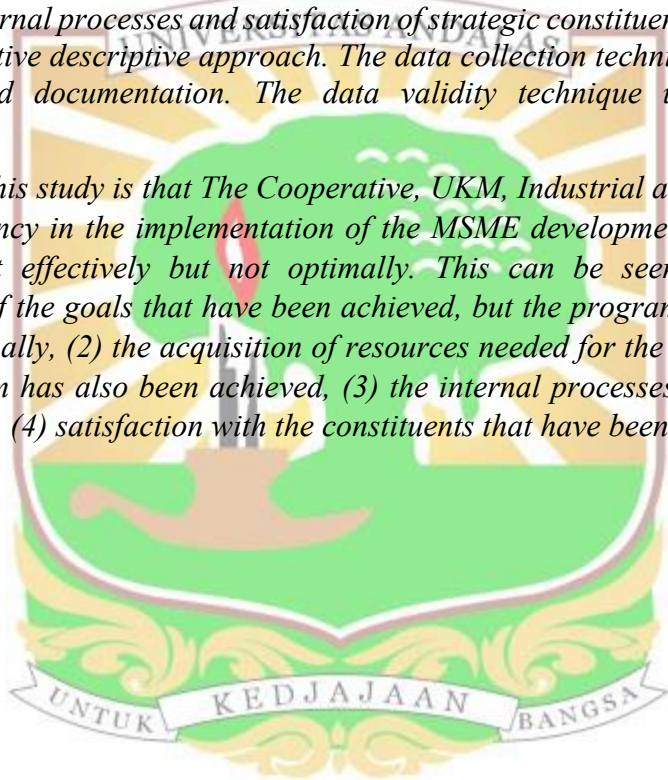 rnal processes and satisfaction of strategic constituen
UNIVERSITAS ANDALAS
tive descriptive approach. The data collection techni
d documentation. The data validity technique u
his study is that The Cooperative, UKM, Industrial a
ncy in the implementation of the MSME developme
t effectively but not optimally. This can be seen
f the goals that have been achieved, but the program
ally, (2) the acquisition of resources needed for the
n has also been achieved, (3) the internal processes
(4) satisfaction with the constituents that have been
UNTUK KEDJAJAAN BANGSA